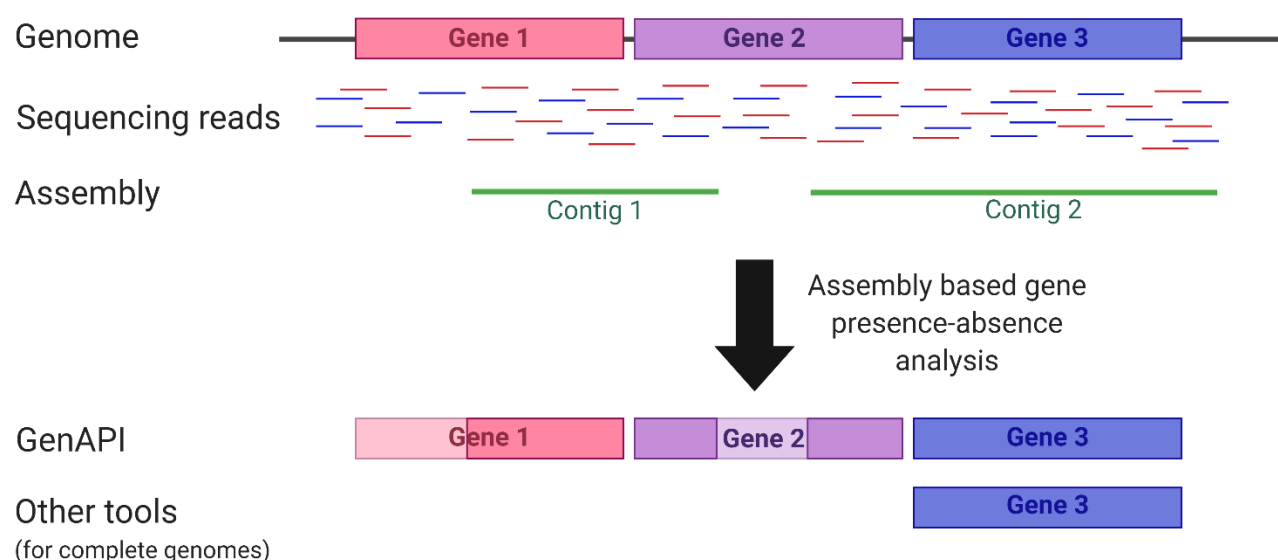 Genome
Gene 1
Gene 2
Gene 3
Sequencing reads
Assembly
Contig 1
Contig 2
Assembly based gene
presence-absence
analysis
GenAPI
Gene 1
Gene 2
Gene 3
Other tools
(for complete genomes)
Gene 3